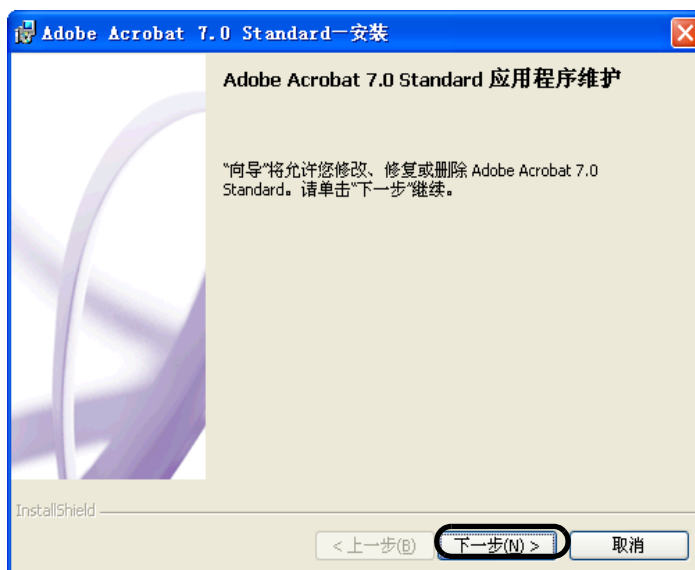 Adobe Acrobat 7.0 Standard—安装
Adobe Acrobat 7.0 Standard 应用程序维护
“向导”将允许您修改、修复或删除 Adobe Acrobat 7.0
Standard。请单击“下一步”继续。
InstallShield
< 上一步(B) 下一步(N) > 取消